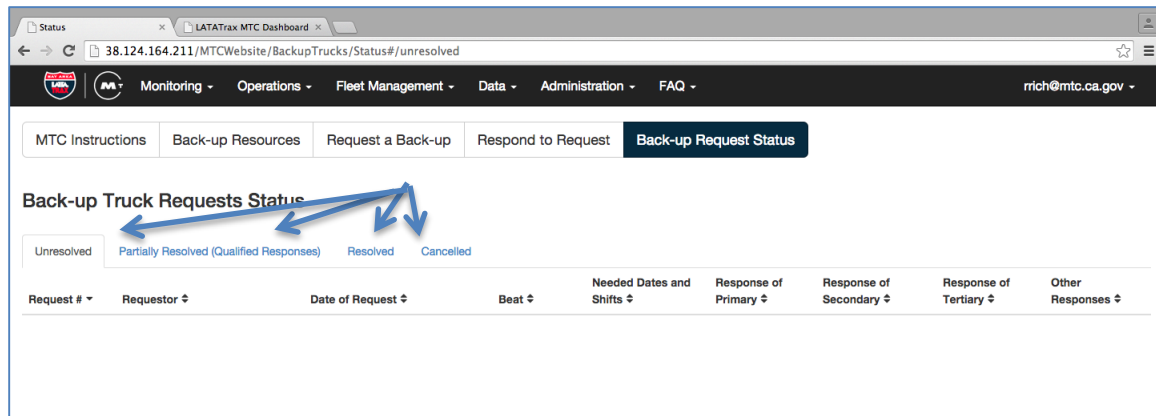 Status LATATrax MTC Dashboard
38.124.164.211/MTCWebsite/BackupTrucks/Status#/unresolved
Monitoring Operations Fleet Management Data Administration FAQ rrich@mtc.ca.gov
MTC Instructions Back-up Resources Request a Back-up Respond to Request Back-up Request Status
Back-up Truck Requests Status
Unresolved Partially Resolved (Qualified Responses) Resolved Cancelled
Request # Requestor Date of Request Beat Needed Dates and Shifts Response of Primary Response of Secondary Response of Tertiary Other Responses